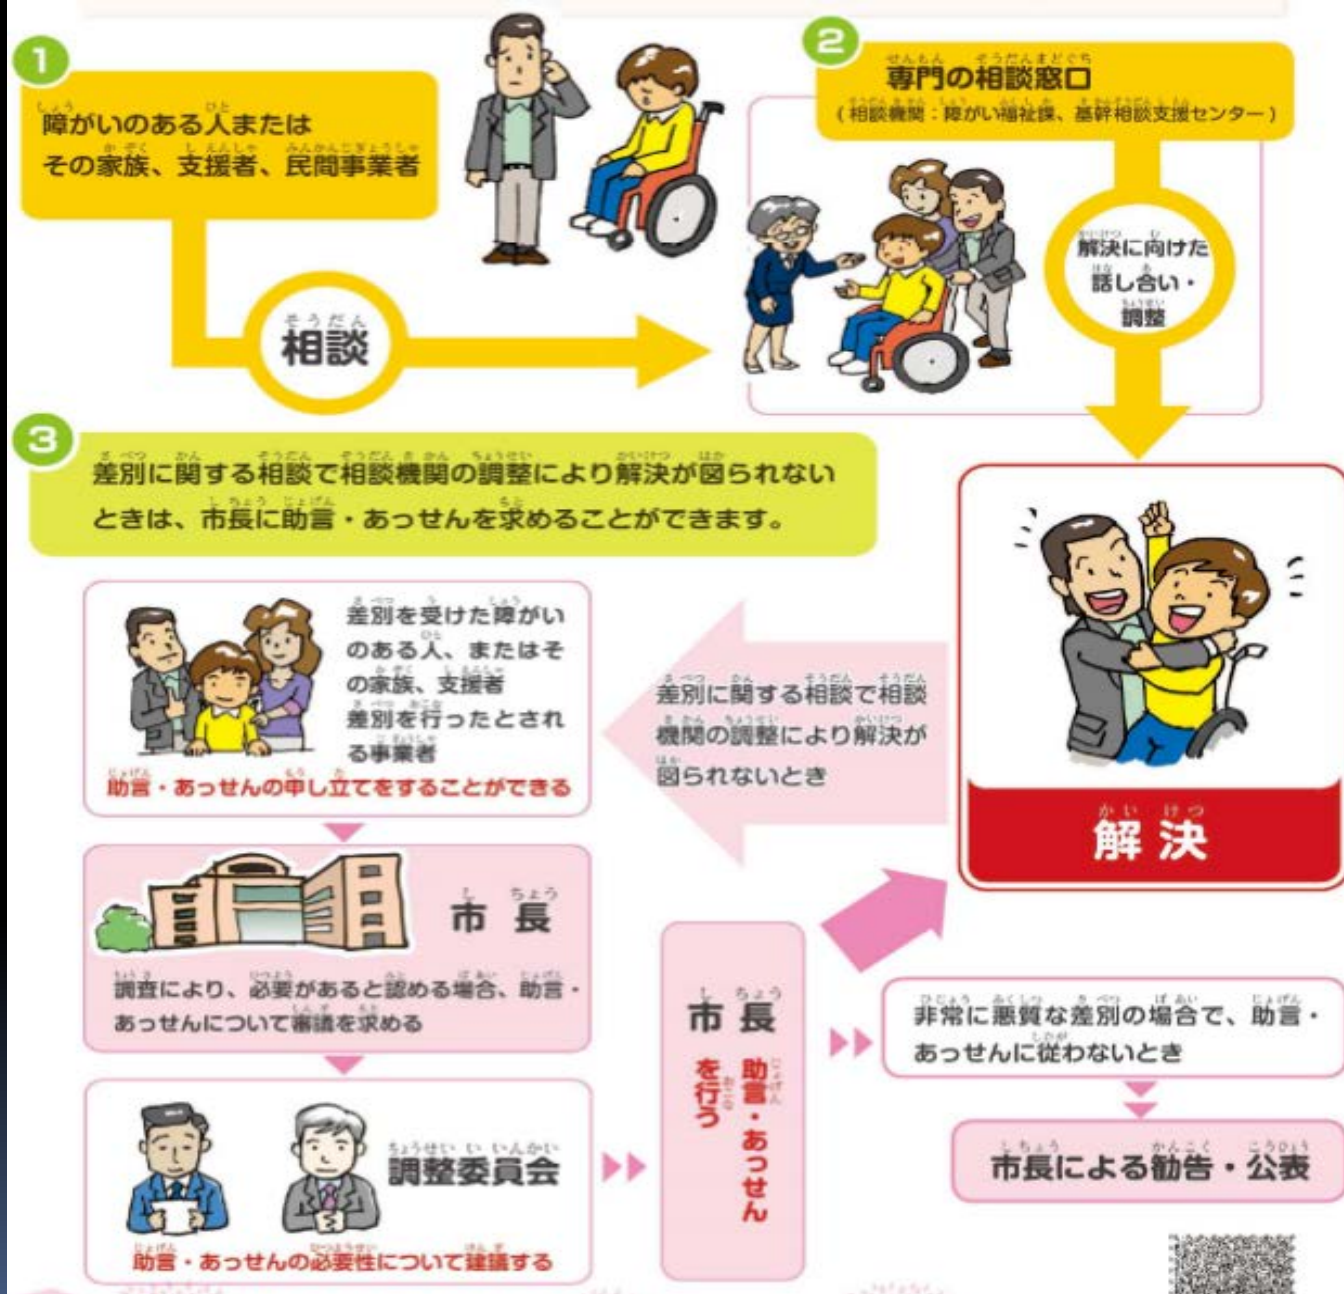 1
障がいのある人または
その家族、支援者、民間事業者
相談
2
専門の相談窓口
(相談機関：障がい福祉課、基幹相談支援センター)
解決に向けた
話し合い・
調整
3
差別に関する相談で相談機関の調整により解決が図られない
ときは、市長に助言・あっせんを求めることができます。
差別を受けた障がい
のある人、またはそ
の家族、支援者
差別を行ったとされ
る事業者
助言・あっせんの申し立てをすることができる
差別に関する相談で相談
機関の調整により解決が
図られないとき
解決
市長
調査により、必要があると認める場合、助言・
あっせんについて審議を求める
調整委員会
助言・あっせんの必要性について建議する
市長
助言・あっせん
を行う
非常に悪質な差別の場合で、助言・
あっせんに従わないとき
市長による勧告・公表